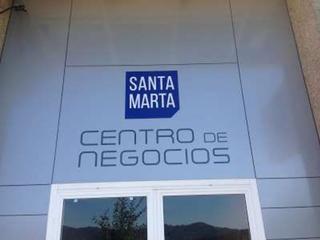 SANTA
MARTA
CENTRO DE
NEGOCIOS